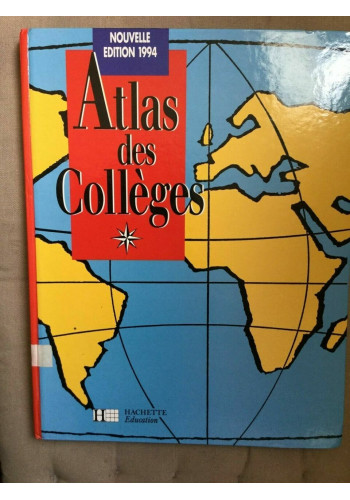 NOUVELLE
EDITION 1994
Atlas
des
Collèges
HACHETTE
Education